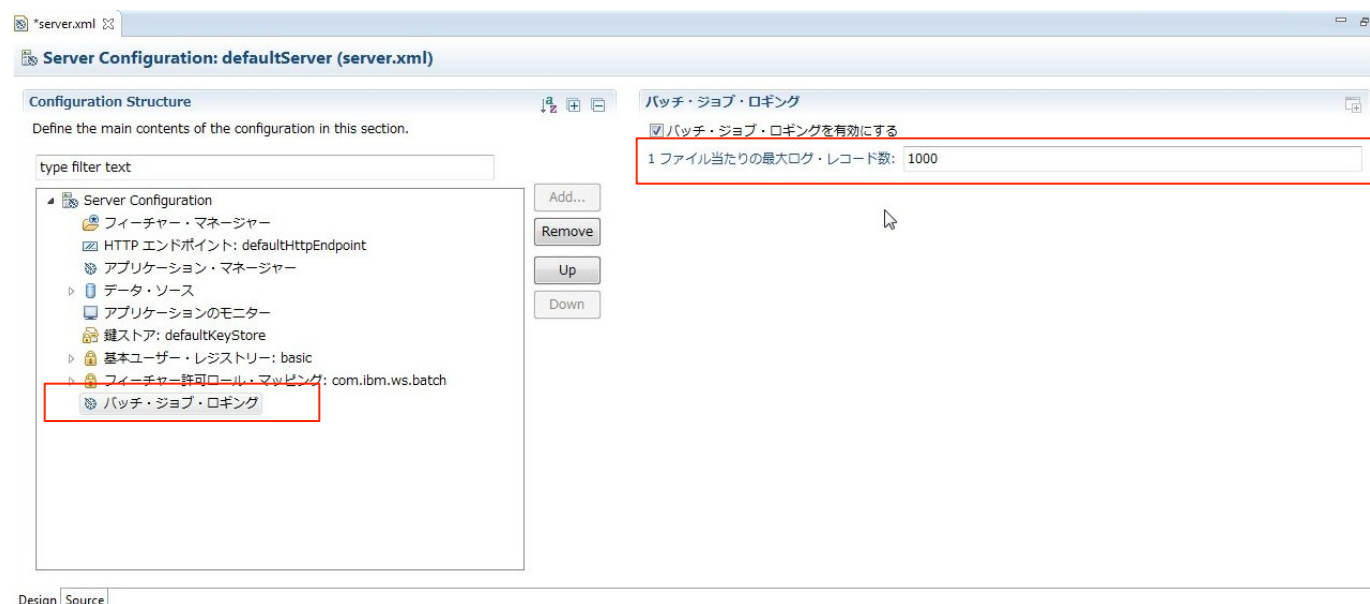 *server.xml
Server Configuration: defaultServer (server.xml)
Configuration Structure
Define the main contents of the configuration in this section.
type filter text
Server Configuration
フィーチャー・マネージャー
HTTP エンドポイント: defaultHttpEndpoint
アプリケーション・マネージャー
データ・ソース
アプリケーションのモニター
鍵ストア: defaultKeyStore
基本ユーザー・レジストリー: basic
フィーチャー許可ロール・マッピング: com.ibm.ws.batch
バッチ・ジョブ・ロギング
Add...
Remove
Up
Down
バッチ・ジョブ・ロギング
バッチ・ジョブ・ロギングを有効にする
1 ファイル当たりの最大ログ・レコード数: 1000
Design Source